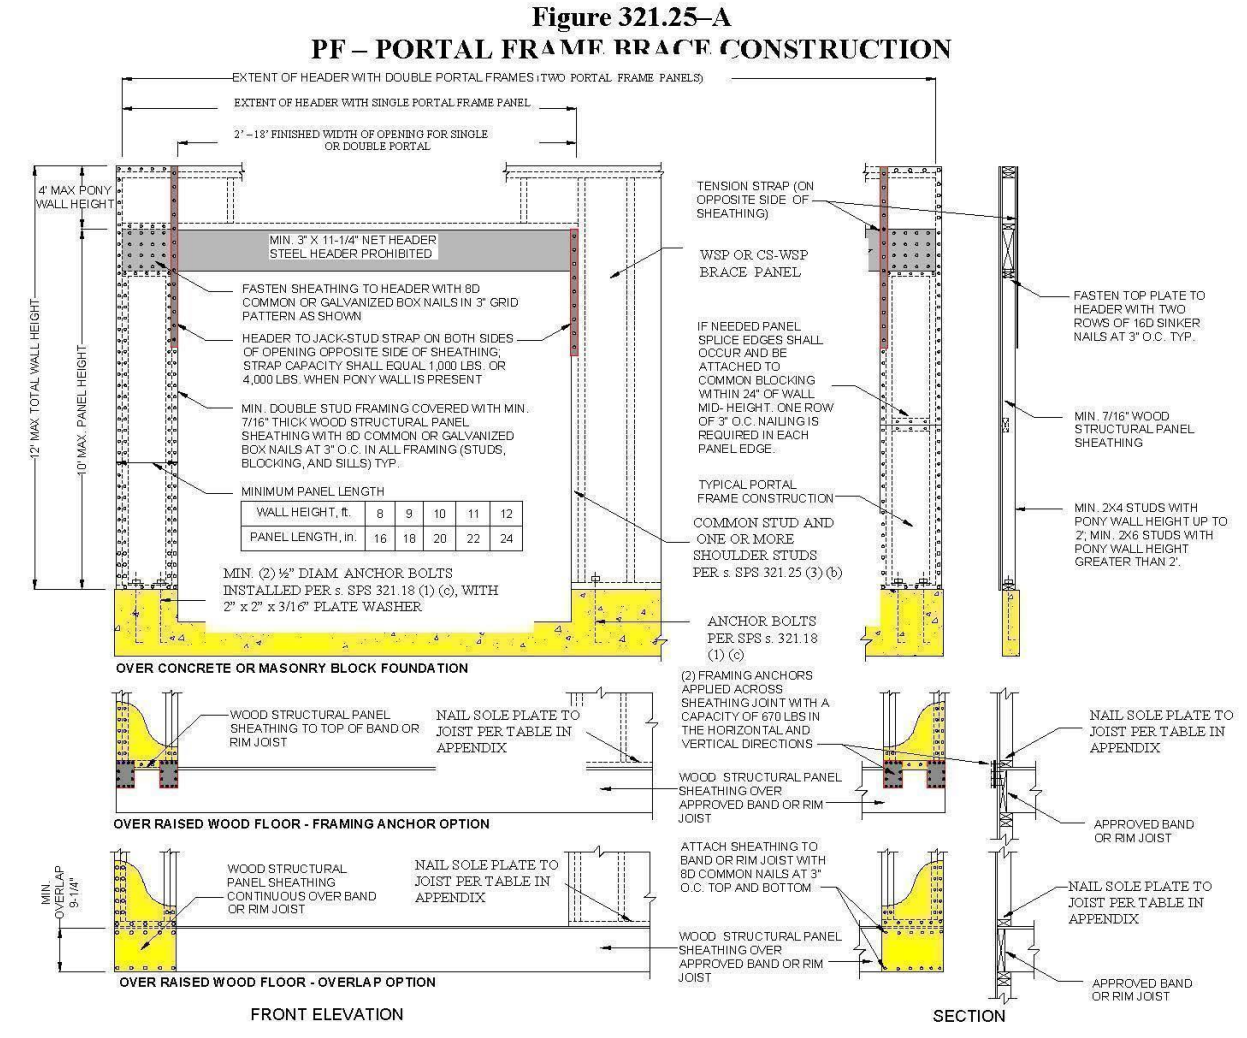 Figure 321.25–A
PF – PORTAL FRAME BRACE CONSTRUCTION
EXTENT OF HEADER WITH DOUBLE PORTAL FRAMES (TWO PORTAL FRAME PANELS)
EXTENT OF HEADER WITH SINGLE PORTAL FRAME PANEL
2' –18' FINISHED WIDTH OF OPENING FOR SINGLE
OR DOUBLE PORTAL
4' MAX PONY
WALL HEIGHT
12' MAX TOTAL WALL HEIGHT
10' MAX. PANEL HEIGHT
MIN. 3" X 11-1/4" NET HEADER
STEEL HEADER PROHIBITED
FASTEN SHEATHING TO HEADER WITH 8D
COMMON OR GALVANIZED BOX NAILS IN 3" GRID
PATTERN AS SHOWN
HEADER TO JACK-STUD STRAP ON BOTH SIDES
OF OPENING OPPOSITE SIDE OF SHEATHING;
STRAP CAPACITY SHALL EQUAL 1,000 LBS. OR
4,000 LBS. WHEN PONY WALL IS PRESENT
MIN. DOUBLE STUD FRAMING COVERED WITH MIN.
7/16" THICK WOOD STRUCTURAL PANEL
SHEATHING WITH 8D COMMON OR GALVANIZED
BOX NAILS AT 3" O.C. IN ALL FRAMING (STUDS,
BLOCKING, AND SILLS) TYP.
MINIMUM PANEL LENGTH
WALL HEIGHT, ft. 8 9 10 11 12
PANEL LENGTH, in. 16 18 20 22 24
MIN. (2) ½" DIAM. ANCHOR BOLTS
INSTALLED PER s. SPS 321.18 (1) (c), WITH
2" x 2" x 3/16" PLATE WASHER
TENSION STRAP (ON
OPPOSITE SIDE OF
SHEATHING)
WSP OR CS-WSP
BRACE PANEL
IF NEEDED PANEL
SPLICE EDGES SHALL
OCCUR AND BE
ATTACHED TO
COMMON BLOCKING
WITHIN 24" OF WALL
MID- HEIGHT. ONE ROW
OF 3" O.C. NAILING IS
REQUIRED IN EACH
PANEL EDGE.
TYPICAL PORTAL
FRAME CONSTRUCTION
COMMON STUD AND
ONE OR MORE
SHOULDER STUDS
PER s. SPS 321.25 (3) (b)
ANCHOR BOLTS
PER SPS s. 321.18
(1) (c)
FASTEN TOP PLATE TO
HEADER WITH TWO
ROWS OF 16D SINKER
NAILS AT 3" O.C. TYP.
MIN. 7/16" WOOD
STRUCTURAL PANEL
SHEATHING
MIN. 2X4 STUDS WITH
PONY WALL HEIGHT UP TO
2'; MIN. 2X6 STUDS WITH
PONY WALL HEIGHT
GREATER THAN 2'.
OVER CONCRETE OR MASONRY BLOCK FOUNDATION
WOOD STRUCTURAL PANEL
SHEATHING TO TOP OF BAND OR
RIM JOIST
NAIL SOLE PLATE TO
JOIST PER TABLE IN
APPENDIX
(2) FRAMING ANCHORS
APPLIED ACROSS
SHEATHING JOINT WITH A
CAPACITY OF 670 LBS IN
THE HORIZONTAL AND
VERTICAL DIRECTIONS
WOOD STRUCTURAL PANEL
SHEATHING OVER
APPROVED BAND OR RIM
JOIST
NAIL SOLE PLATE TO
JOIST PER TABLE IN
APPENDIX
APPROVED BAND
OR RIM JOIST
OVER RAISED WOOD FLOOR - FRAMING ANCHOR OPTION
MIN.
OVERLAP
9-1/4"
WOOD STRUCTURAL
PANEL SHEATHING
CONTINUOUS OVER BAND
OR RIM JOIST
NAIL SOLE PLATE TO
JOIST PER TABLE IN
APPENDIX
ATTACH SHEATHING TO
BAND OR RIM JOIST WITH
8D COMMON NAILS AT 3"
O.C. TOP AND BOTTOM
WOOD STRUCTURAL PANEL
SHEATHING OVER
APPROVED BAND OR RIM
JOIST
NAIL SOLE PLATE TO
JOIST PER TABLE IN
APPENDIX
APPROVED BAND
OR RIM JOIST
OVER RAISED WOOD FLOOR - OVERLAP OPTION
FRONT ELEVATION
SECTION